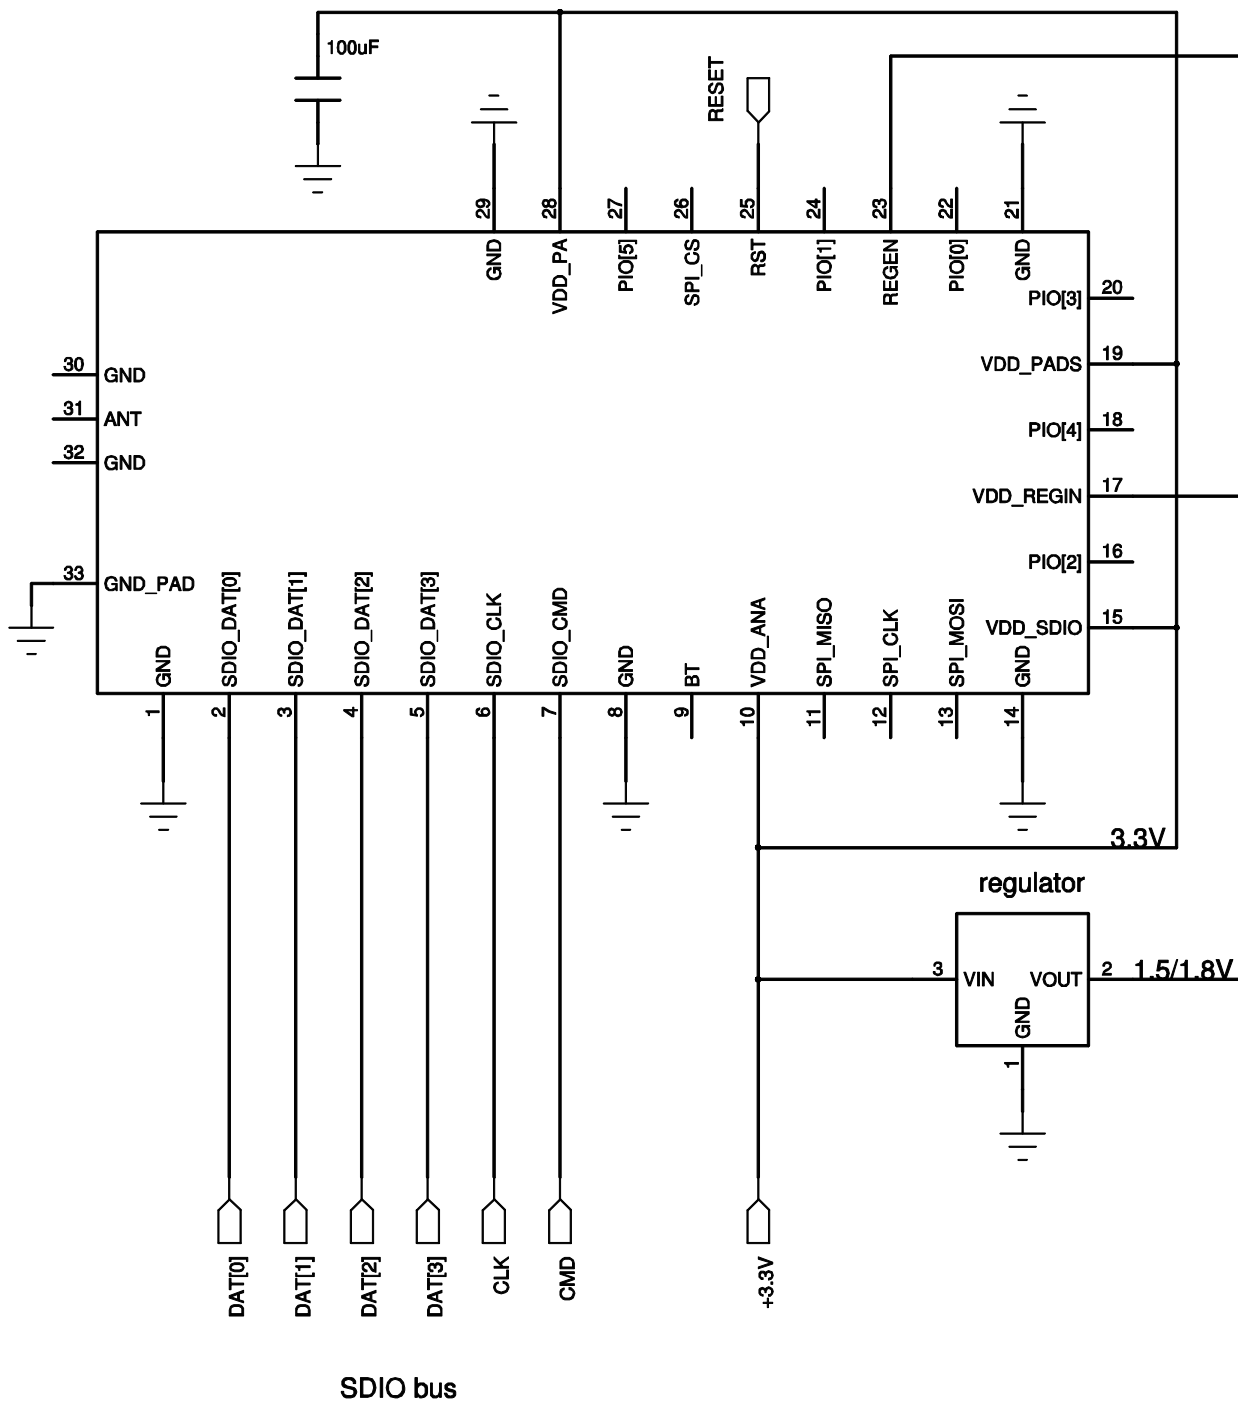 100uF
RESET
29
28
27
26
25
24
23
22
21
GND
VDD_PA
PIO[5]
SPI_CS
RST
PIO[1]
REGEN
PIO[0]
GND
PIO[3]
20
VDD_PADS
19
30
GND
31
ANT
PIO[4]
18
32
GND
VDD_REGIN
17
PIO[2]
16
33
GND_PAD
VDD_SDIO
15
GND
SDIO_DAT[0]
SDIO_DAT[1]
SDIO_DAT[2]
SDIO_DAT[3]
SDIO_CLK
SDIO_CMD
GND
BT
VDD_ANA
SPI_MISO
SPI_CLK
SPI_MOSI
GND
1
2
3
4
5
6
7
8
9
10
11
12
13
14
3.3V
regulator
3
VIN
VOUT
2
1.5/1.8V
GND
1
DAT[0]
DAT[1]
DAT[2]
DAT[3]
CLK
CMD
+3.3V
SDIO bus